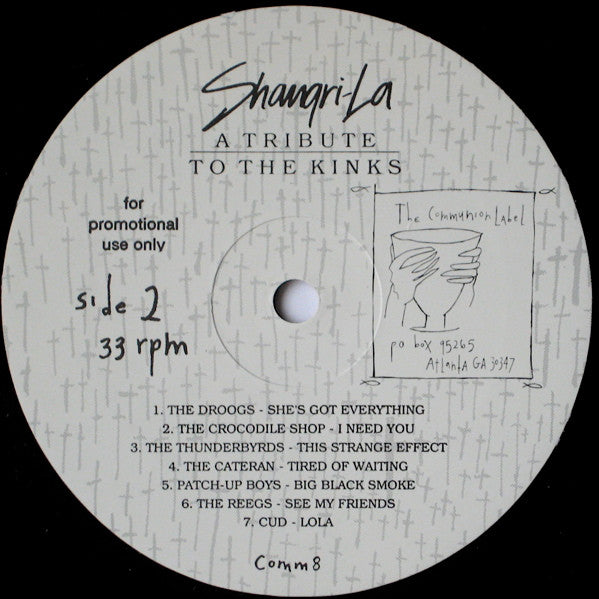 Shangri-La
A TRIBUTE
TO THE KINKS
for
promotional
use only
side 2
33 rpm
The Communion Label
po box 95265
Atlanta GA 30347
1. THE DROOGS - SHE'S GOT EVERYTHING
2. THE CROCODILE SHOP - I NEED YOU
3. THE THUNDERBYRDS - THIS STRANGE EFFECT
4. THE CATERAN - TIRED OF WAITING
5. PATCH-UP BOYS - BIG BLACK SMOKE
6. THE REEGS - SEE MY FRIENDS
7. CUD - LOLA
Comm8